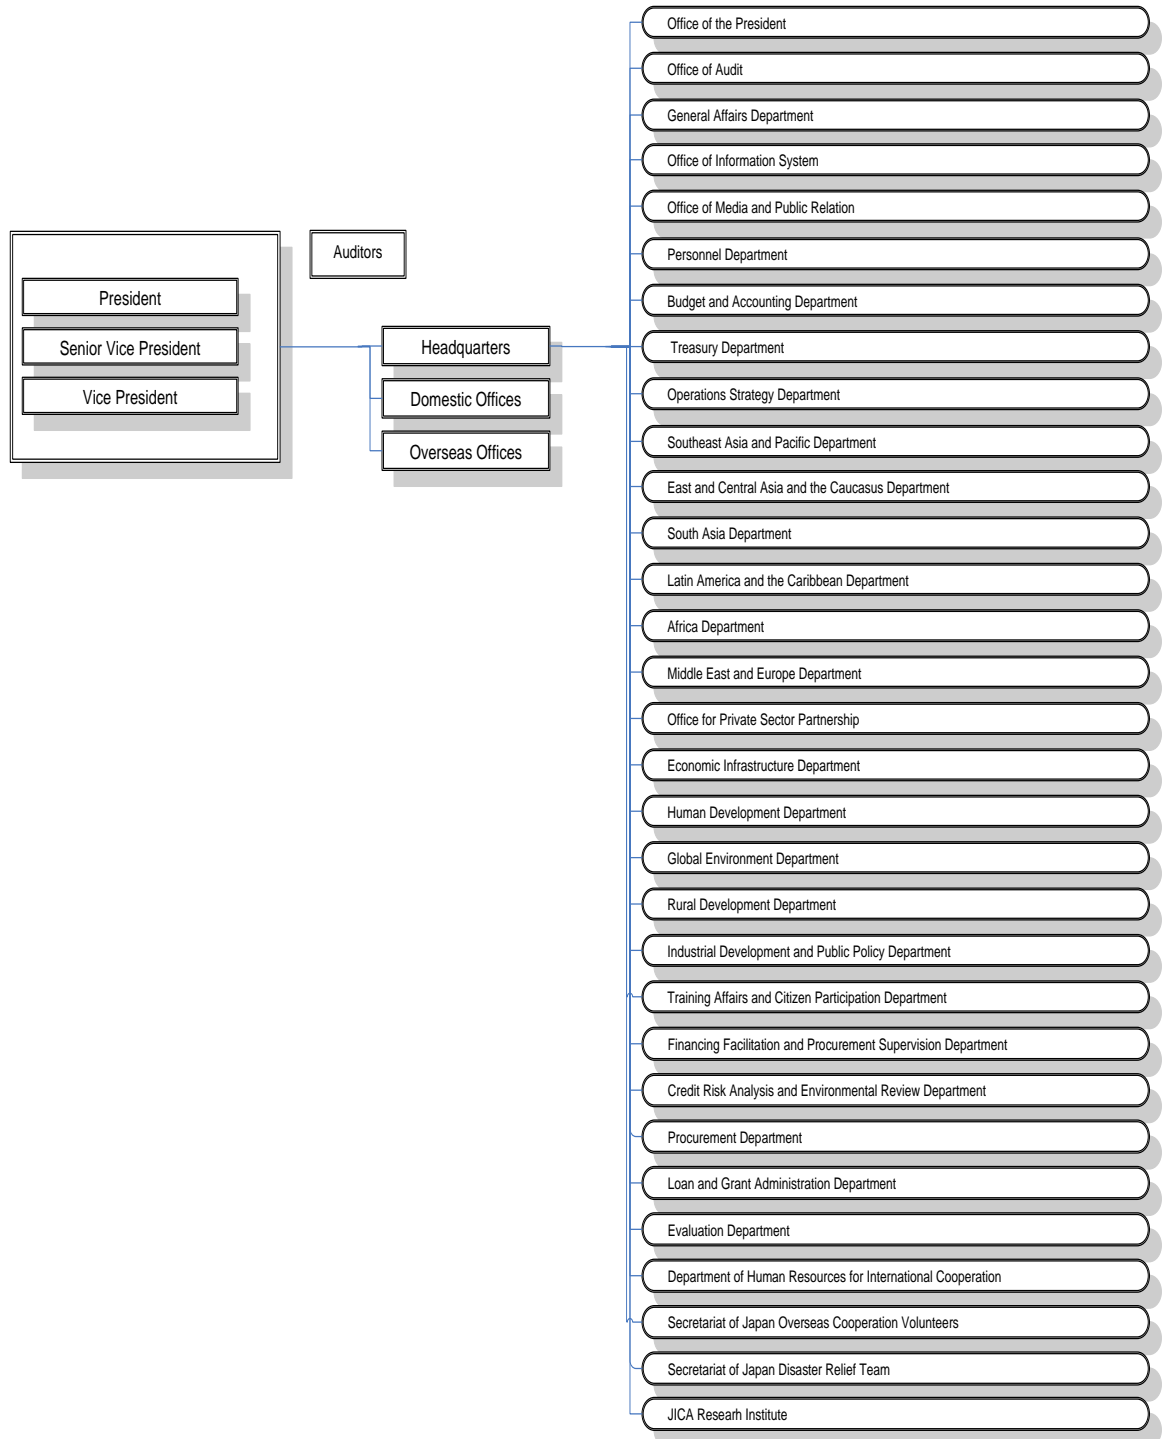 Auditors
President
Senior Vice President
Vice President
Headquarters
Domestic Offices
Overseas Offices
Office of the President
Office of Audit
General Affairs Department
Office of Information System
Office of Media and Public Relation
Personnel Department
Budget and Accounting Department
Treasury Department
Operations Strategy Department
Southeast Asia and Pacific Department
East and Central Asia and the Caucasus Department
South Asia Department
Latin America and the Caribbean Department
Africa Department
Middle East and Europe Department
Office for Private Sector Partnership
Economic Infrastructure Department
Human Development Department
Global Environment Department
Rural Development Department
Industrial Development and Public Policy Department
Training Affairs and Citizen Participation Department
Financing Facilitation and Procurement Supervision Department
Credit Risk Analysis and Environmental Review Department
Procurement Department
Loan and Grant Administration Department
Evaluation Department
Department of Human Resources for International Cooperation
Secretariat of Japan Overseas Cooperation Volunteers
Secretariat of Japan Disaster Relief Team
JICA Researh Institute